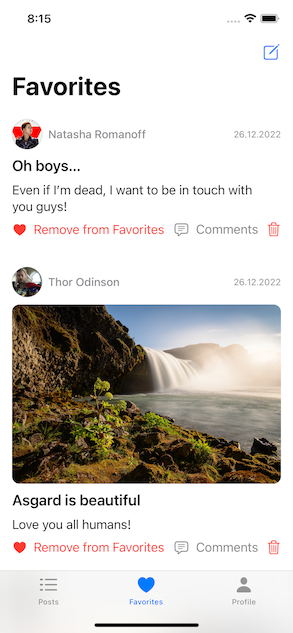 8:15
Favorites
Natasha Romanoff 26.12.2022
Oh boys...
Even if I'm dead, I want to be in touch with
you guys!
Remove from Favorites Comments
Thor Odinson 26.12.2022
Asgard is beautiful
Love you all humans!
Remove from Favorites Comments
Posts Favorites Profile